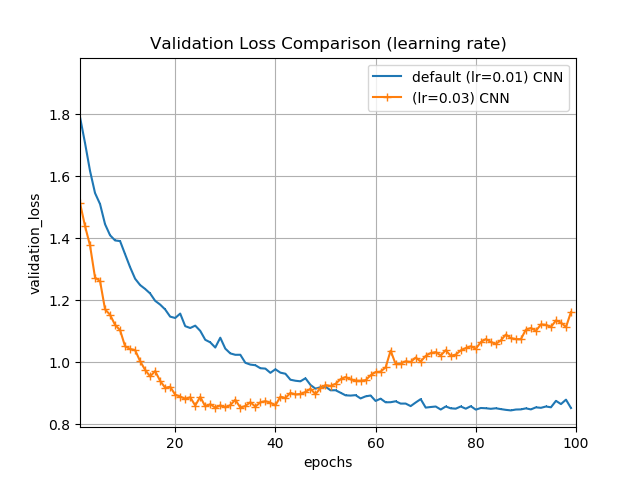 Validation Loss Comparison (learning rate)
default (lr=0.01) CNN
(lr=0.03) CNN
validation_loss
1.8
1.6
1.4
1.2
1.0
0.8
20 40 60 80 100
epochs